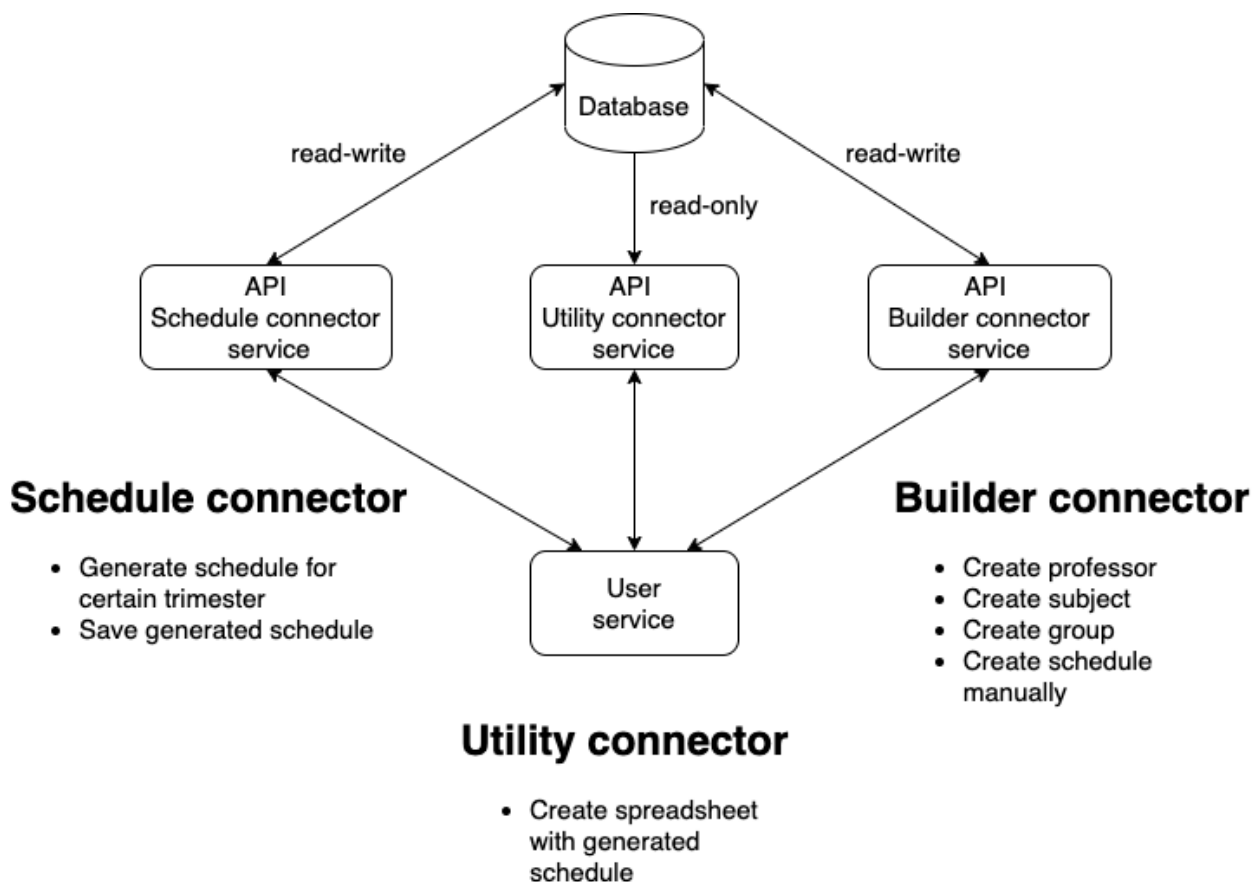 Database
read-write
read-write
read-only
API
Schedule connector
service
API
Utility connector
service
API
Builder connector
service
Schedule connector
• Generate schedule for
certain trimester
• Save generated schedule
User
service
Builder connector
• Create professor
• Create subject
• Create group
• Create schedule
manually
Utility connector
• Create spreadsheet
with generated
schedule